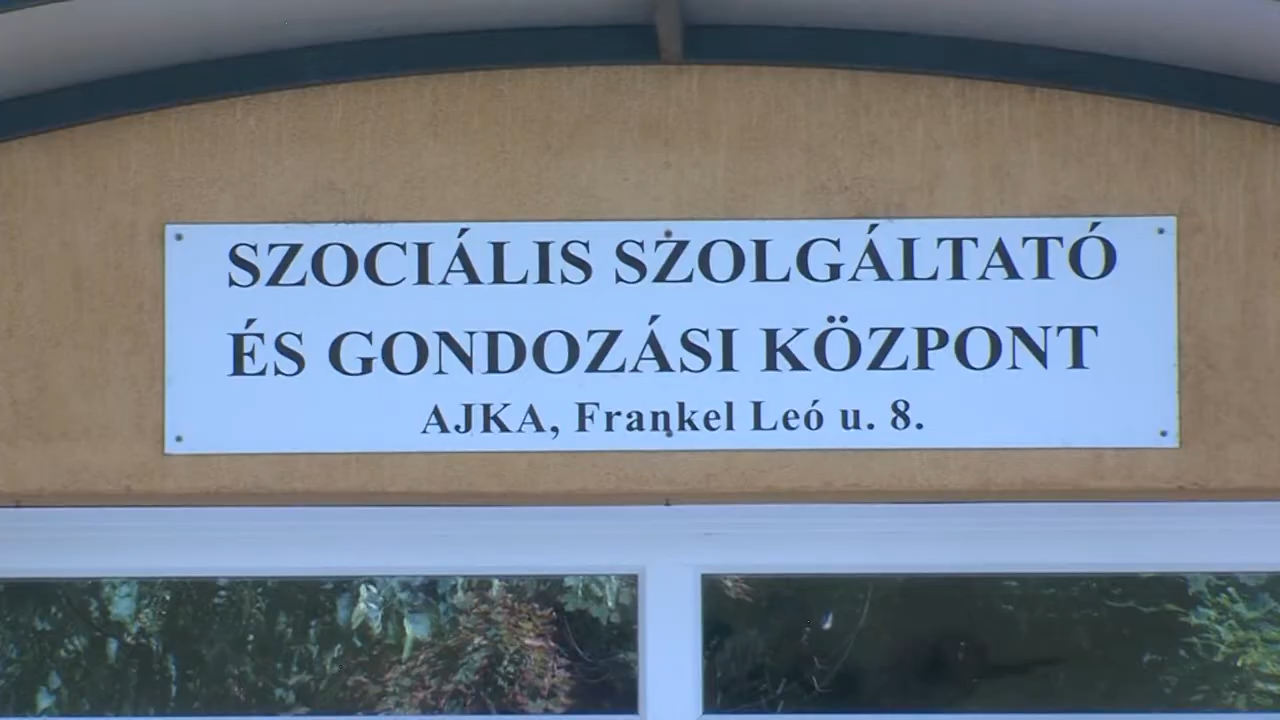 SZOCIÁLIS SZOLGÁLTATÓ
ÉS GONDOZÁSI KÖZPONT
AJKA, Frankel Leó u. 8.